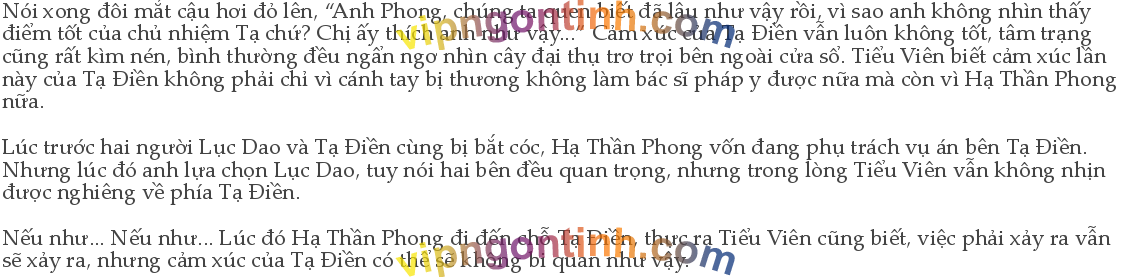 Nói xong đôi mắt cậu hơi đỏ lên, “Anh Phong, chúng ta quen biết đã lâu như vậy rồi, vì sao anh không nhìn thấy
điểm tốt của chủ nhiệm Tạ chứ? Chị ấy thích anh như vậy...” Cảm xúc của Tạ Điền vẫn luôn không tốt, tâm trạng
cũng rất kìm nén, bình thường đều ngẩn ngơ nhìn cây đại thụ trơ trọi bên ngoài cửa sổ. Tiểu Viên biết cảm xúc lần
này của Tạ Điền không phải chỉ vì cánh tay bị thương không làm bác sĩ pháp y được nữa mà còn vì Hạ Thần Phong
nữa.
Lúc trước hai người Lục Dao và Tạ Điền cùng bị bắt cóc, Hạ Thần Phong vốn đang phụ trách vụ án bên Tạ Điền.
Nhưng lúc đó anh lựa chọn Lục Dao, tuy nói hai bên đều quan trọng, nhưng trong lòng Tiểu Viên vẫn không nhịn
được nghiêng về phía Tạ Điền.
Nếu như... Nếu như... Lúc đó Hạ Thần Phong đi đến chỗ Tạ Điền, thực ra Tiểu Viên cũng biết, việc phải xảy ra vẫn
sẽ xảy ra, nhưng cảm xúc của Tạ Điền có thể sẽ không bi quan như vậy.
vipngontinh.com
vipngontinh.com